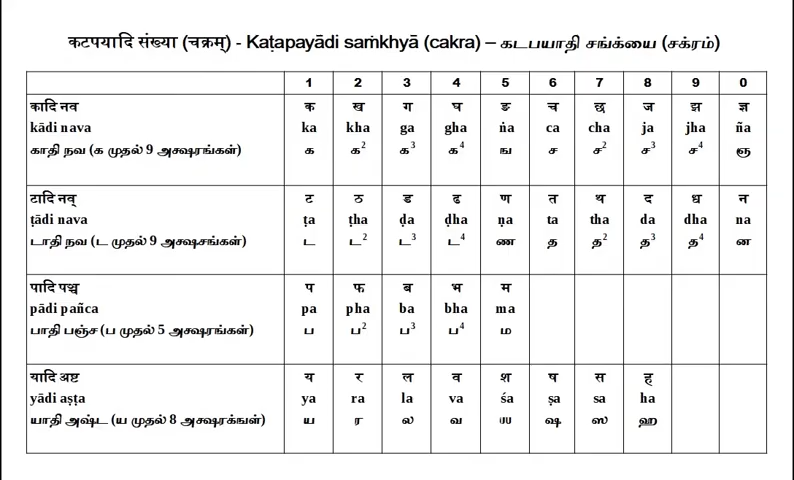 कटपयादि संख्या (चक्रम्) - Kaṭapayādi saṁkhyā (cakra) – கடபயாதி சங்க்யை (சக்ரம்)
1 2 3 4 5 6 7 8 9 0
कादि नव क ख ग घ ङ च छ ज झ ञ
kādi nava ka kha ga gha ṅa ca cha ja jha ña
காதி நவ (க முதல் 9 அக்ஷரங்கள்) க க² க³ க⁴ ங ச ச² ச³ ச⁴ ஞ
टादि नव् ट ठ ड ढ ण त थ द ध न
ṭādi nava ṭa ṭha ḍa ḍha ṇa ta tha da dha na
டாதி நவ (ட முதல் 9 அக்ஷசங்கள்) ட ட² ட³ ட⁴ ண த த² த³ த⁴ ன
पादि पञ्च प फ ब भ म
pādi pañca pa pha ba bha ma
பாதி பஞ்ச (ப முதல் 5 அக்ஷரங்கள்) ப ப² ப³ ப⁴ ம
यादि अष्ट य र ल व श ष स ह
yādi aṣṭa ya ra la va śa ṣa sa ha
யாதி அஷ்ட (ய முதல் 8 அக்ஷரக்ஙள்) ய ர ல வ ஶ ஷ ஸ ஹ